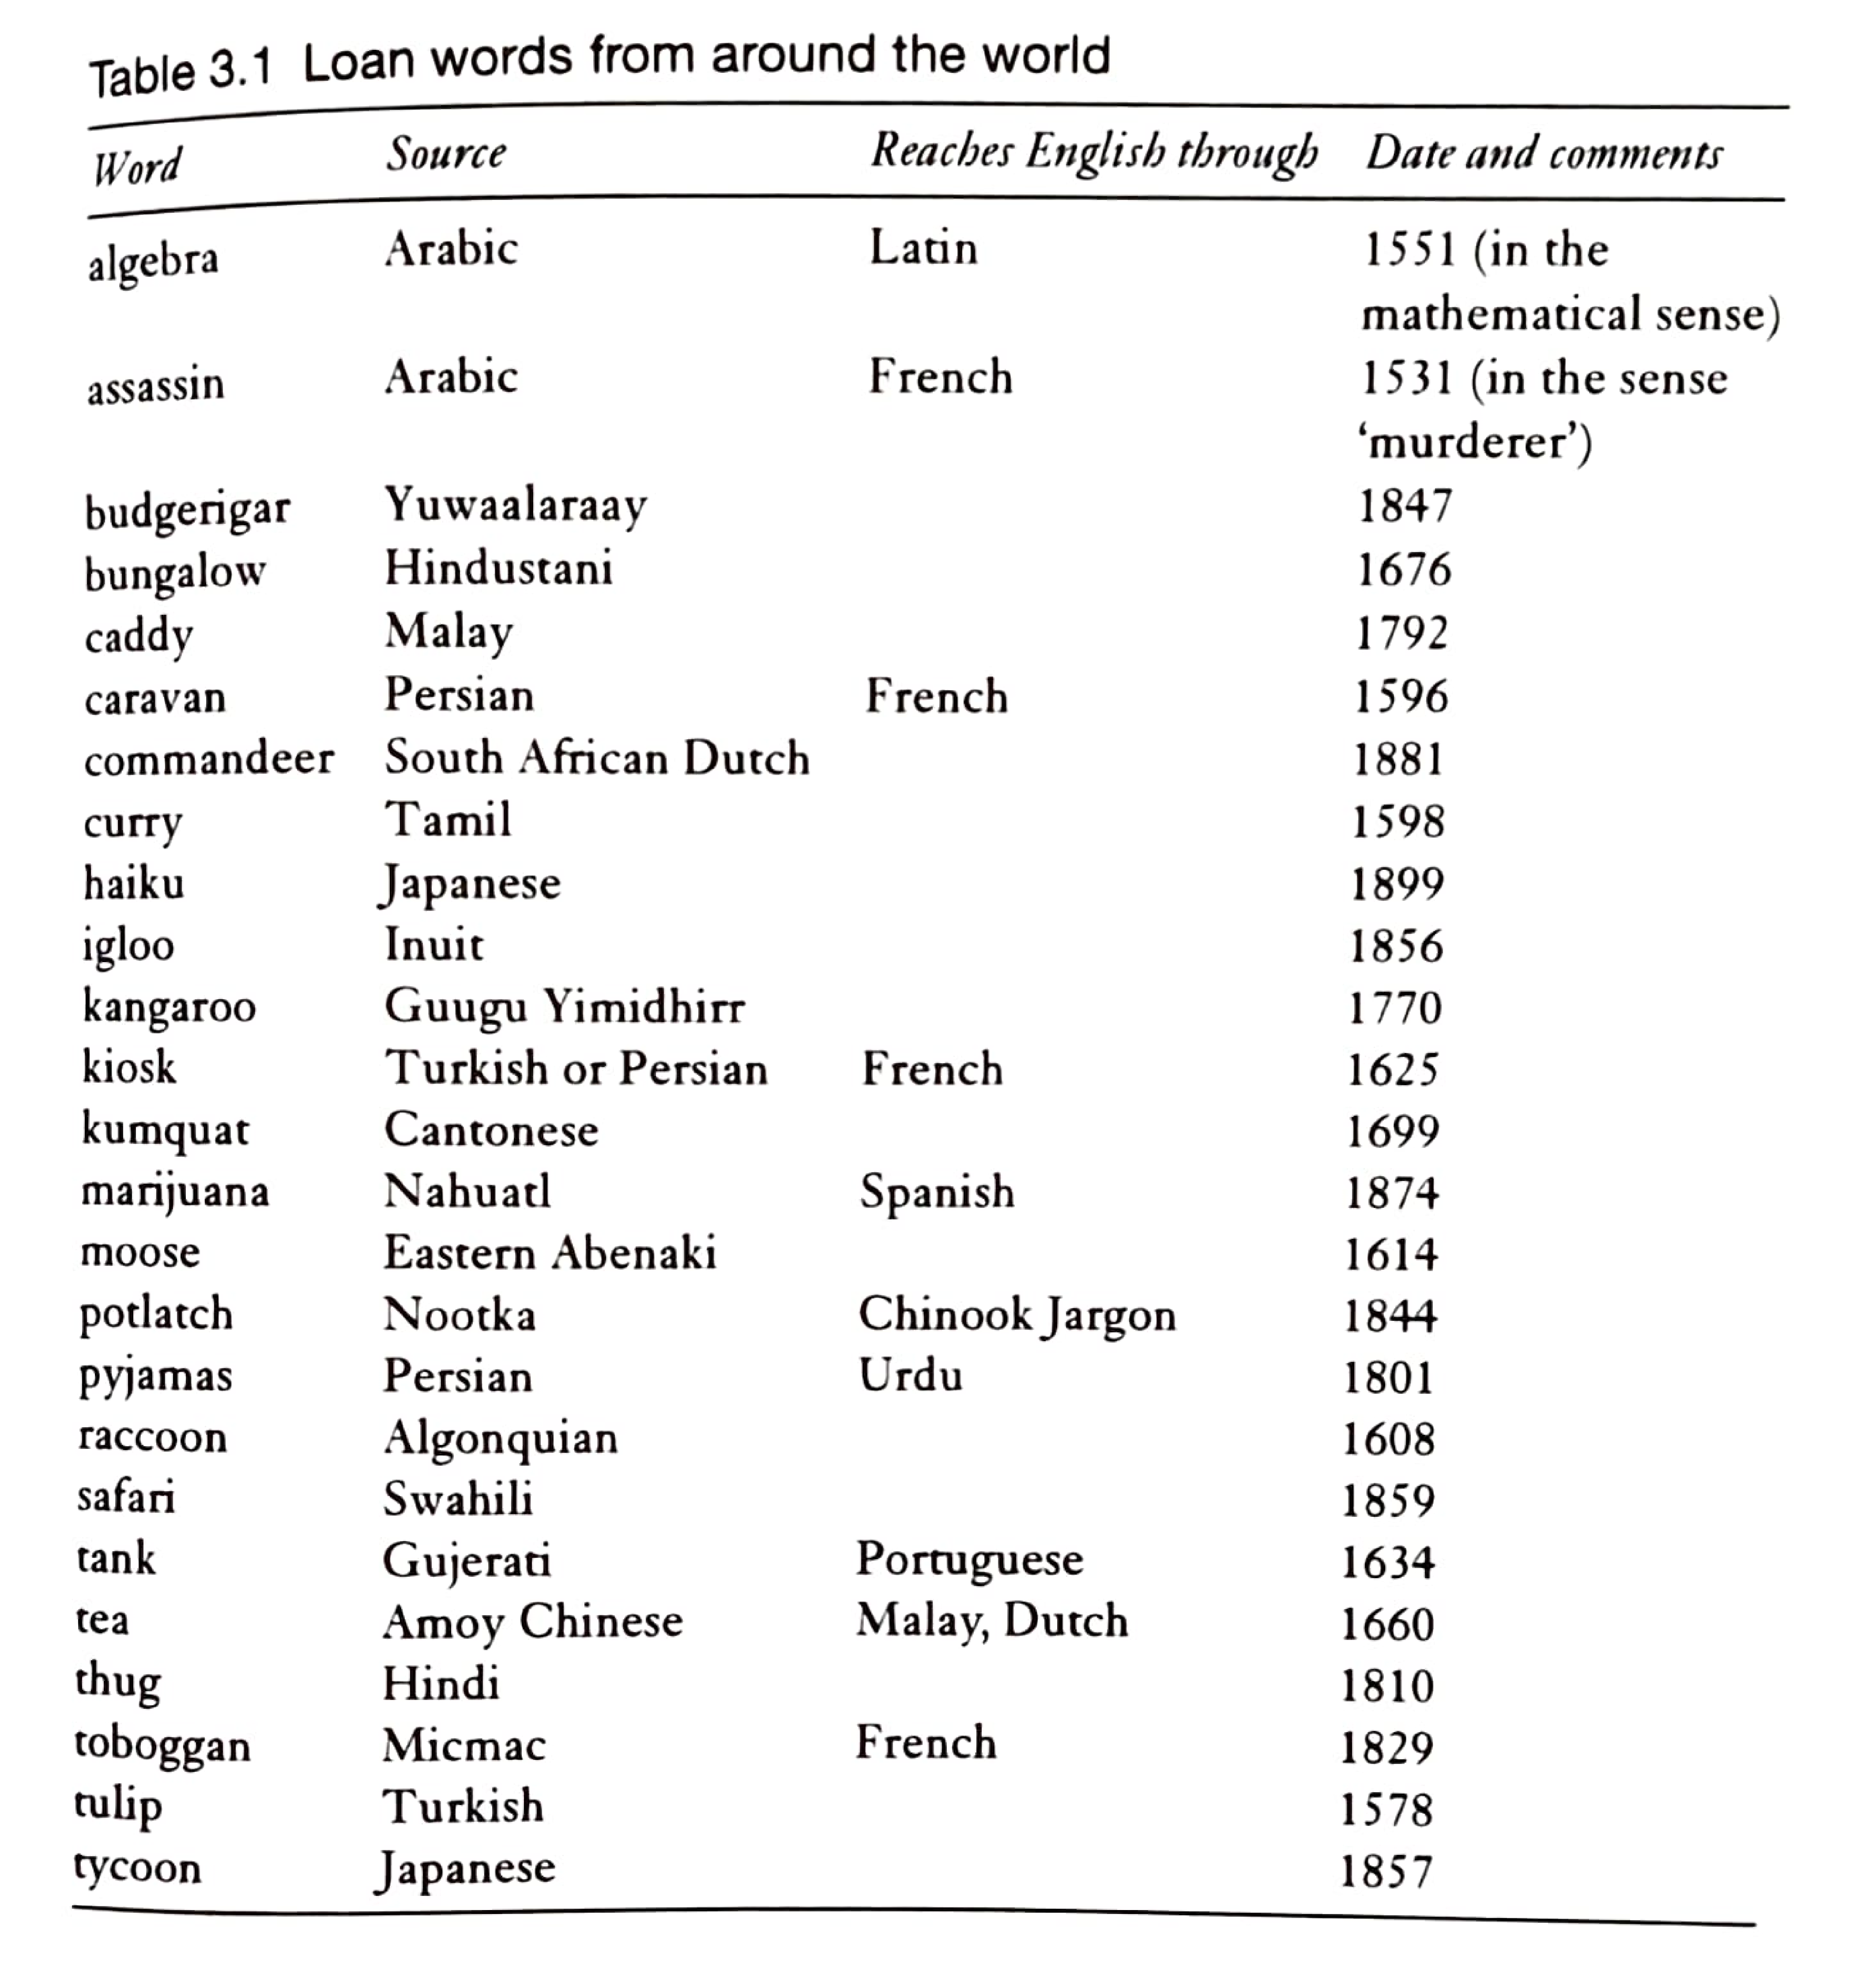 Table 3.1 Loan words from around the world
Word Source Reaches English through Date and comments
algebra Arabic Latin 1551 (in the
mathematical sense)
assassin Arabic French 1531 (in the sense
‘murderer’)
budgerigar Yuwaalaraay 1847
bungalow Hindustani 1676
caddy Malay 1792
caravan Persian French 1596
commandeer South African Dutch 1881
curry Tamil 1598
haiku Japanese 1899
igloo Inuit 1856
kangaroo Guugu Yimidhirr 1770
kiosk Turkish or Persian French 1625
kumquat Cantonese 1699
marijuana Nahuatl Spanish 1874
moose Eastern Abenaki 1614
potlatch Nootka Chinook Jargon 1844
pyjamas Persian Urdu 1801
raccoon Algonquian 1608
safari Swahili 1859
tank Gujerati Portuguese 1634
tea Amoy Chinese Malay, Dutch 1660
thug Hindi 1810
toboggan Micmac French 1829
tulip Turkish 1578
tycoon Japanese 1857